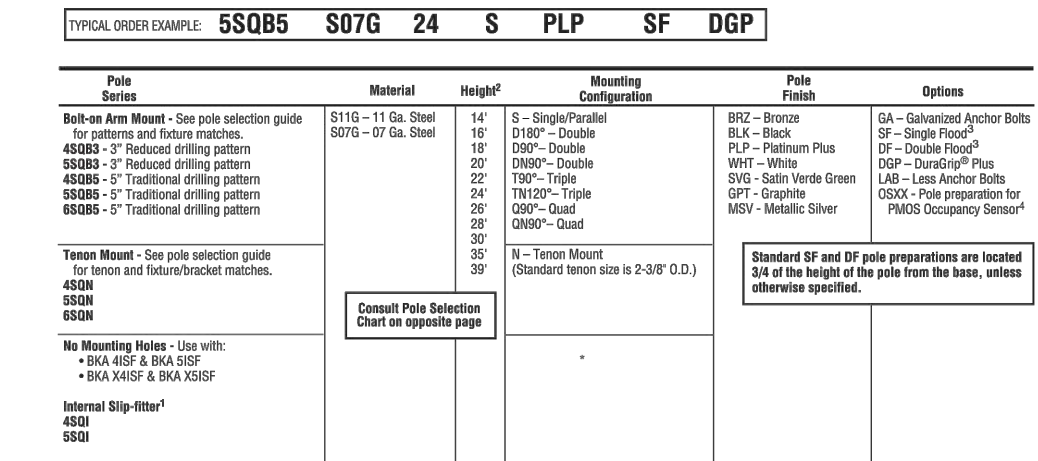 TYPICAL ORDER EXAMPLE: 5SQB5 S07G 24 S PLP SF DGP
Pole Series
Material
Height2
Mounting Configuration
Pole Finish
Options
Bolt-on Arm Mount - See pole selection guide
for patterns and fixture matches.
4SQB3 - 3” Reduced drilling pattern
5SQB3 - 3” Reduced drilling pattern
4SQB5 - 5” Traditional drilling pattern
5SQB5 - 5” Traditional drilling pattern
6SQB5 - 5” Traditional drilling pattern
Tenon Mount - See pole selection guide
for tenon and fixture/bracket matches.
4SQN
5SQN
6SQN
No Mounting Holes - Use with:
• BKA 4ISF & BKA 5ISF
• BKA X4ISF & BKA X5ISF
Internal Slip-fitter1
4SQI
5SQI
S11G – 11 Ga. Steel
S07G – 07 Ga. Steel
14'
16'
18'
20'
22'
24'
26'
28'
30'
35'
39'
Consult Pole Selection
Chart on opposite page
S – Single/Parallel
D180° – Double
D90°– Double
DN90°– Double
T90°– Triple
TN120°– Triple
Q90°– Quad
QN90°– Quad
N – Tenon Mount
(Standard tenon size is 2-3/8" O.D.)
*
BRZ – Bronze
BLK – Black
PLP – Platinum Plus
WHT – White
SVG - Satin Verde Green
GPT - Graphite
MSV - Metallic Silver
GA – Galvanized Anchor Bolts
SF – Single Flood3
DF – Double Flood3
DGP – DuraGrip® Plus
LAB – Less Anchor Bolts
OSXX - Pole preparation for
PMOS Occupancy Sensor4
Standard SF and DF pole preparations are located
3/4 of the height of the pole from the base, unless
otherwise specified.